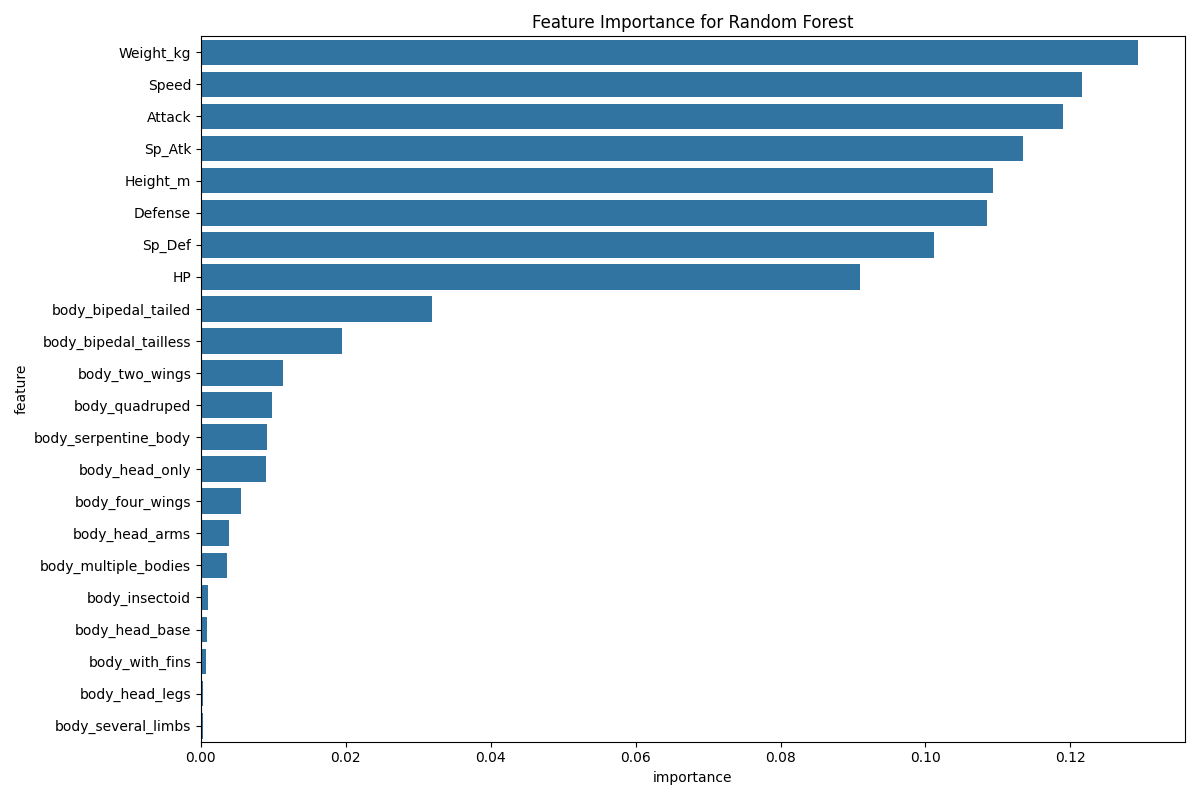 Feature Importance for Random Forest
feature
Weight_kg
Speed
Attack
Sp_Atk
Height_m
Defense
Sp_Def
HP
body_bipedal_tailed
body_bipedal_tailless
body_two_wings
body_quadruped
body_serpentine_body
body_head_only
body_four_wings
body_head_arms
body_multiple_bodies
body_insectoid
body_head_base
body_with_fins
body_head_legs
body_several_limbs
0.00 0.02 0.04 0.06 0.08 0.10 0.12
importance